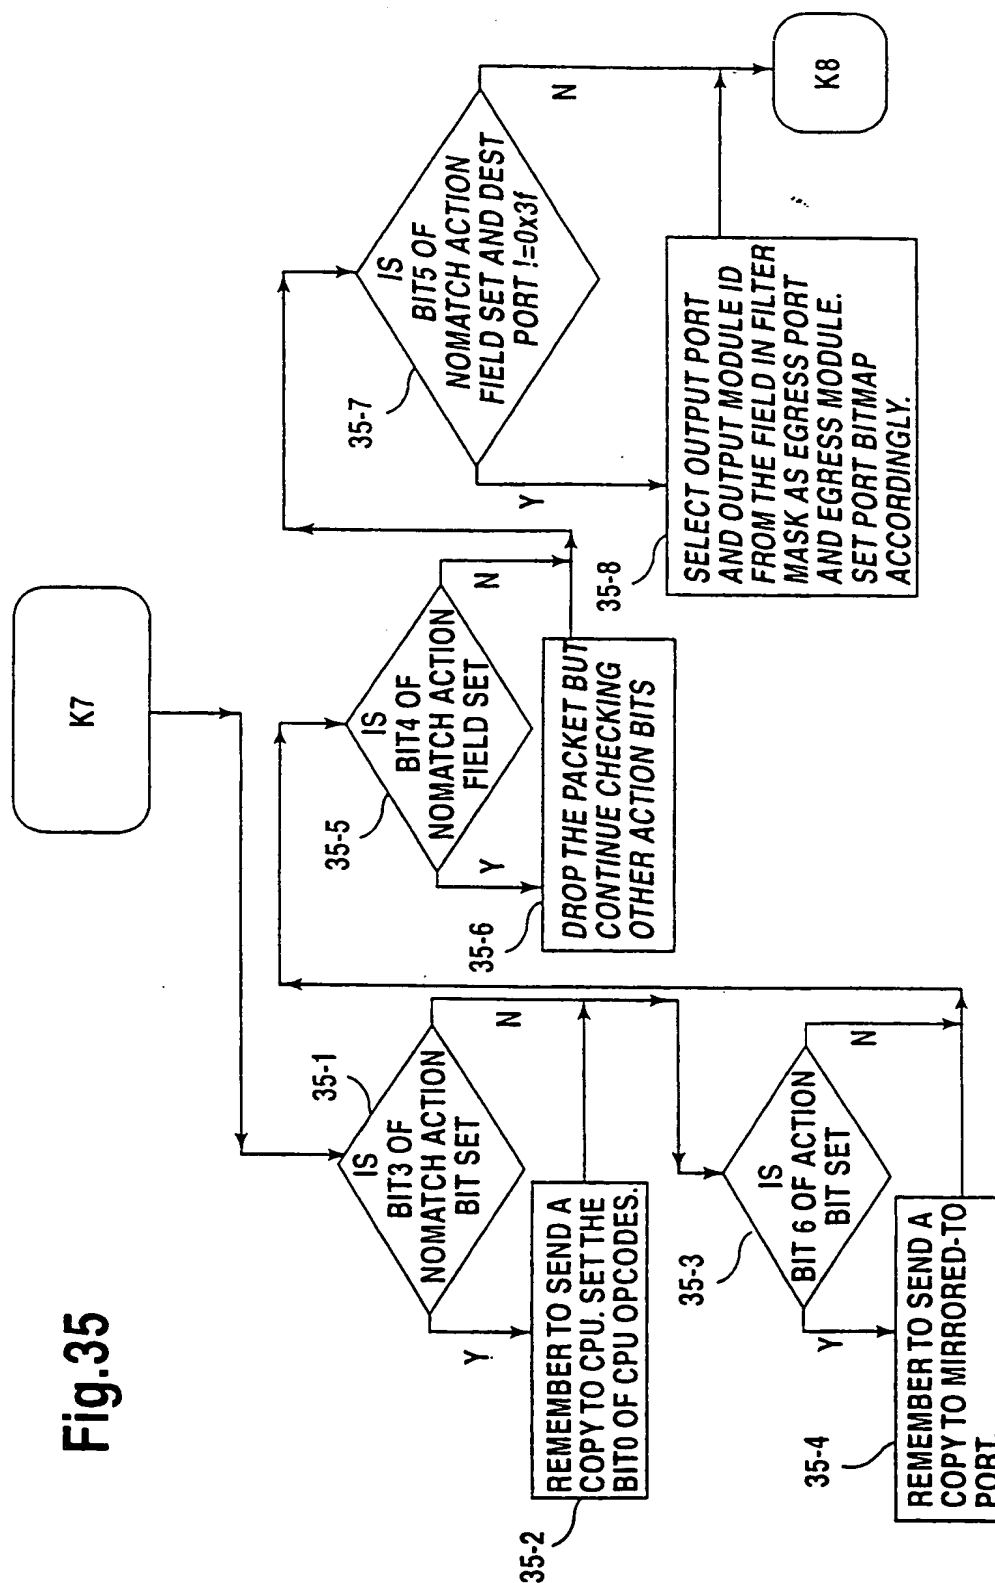 Fig.35
K7
IS
BIT3 OF
NOMATCH ACTION
BIT SET
35-1
Y
N
REMEMBER TO SEND A
COPY TO CPU. SET THE
BIT0 OF CPU OPCODES.
35-2
IS
BIT 6 OF ACTION
BIT SET
35-3
Y
N
REMEMBER TO SEND A
COPY TO MIRRORED-TO
PORT.
35-4
IS
BIT4 OF
NOMATCH ACTION
FIELD SET
35-5
Y
N
DROP THE PACKET BUT
CONTINUE CHECKING
OTHER ACTION BITS
35-6
IS
BIT5 OF
NOMATCH ACTION
FIELD SET AND DEST
PORT !=0x3f
35-7
Y
N
SELECT OUTPUT PORT
AND OUTPUT MODULE ID
FROM THE FIELD IN FILTER
MASK AS EGRESS PORT
AND EGRESS MODULE.
SET PORT BITMAP
ACCORDINGLY.
35-8
K8